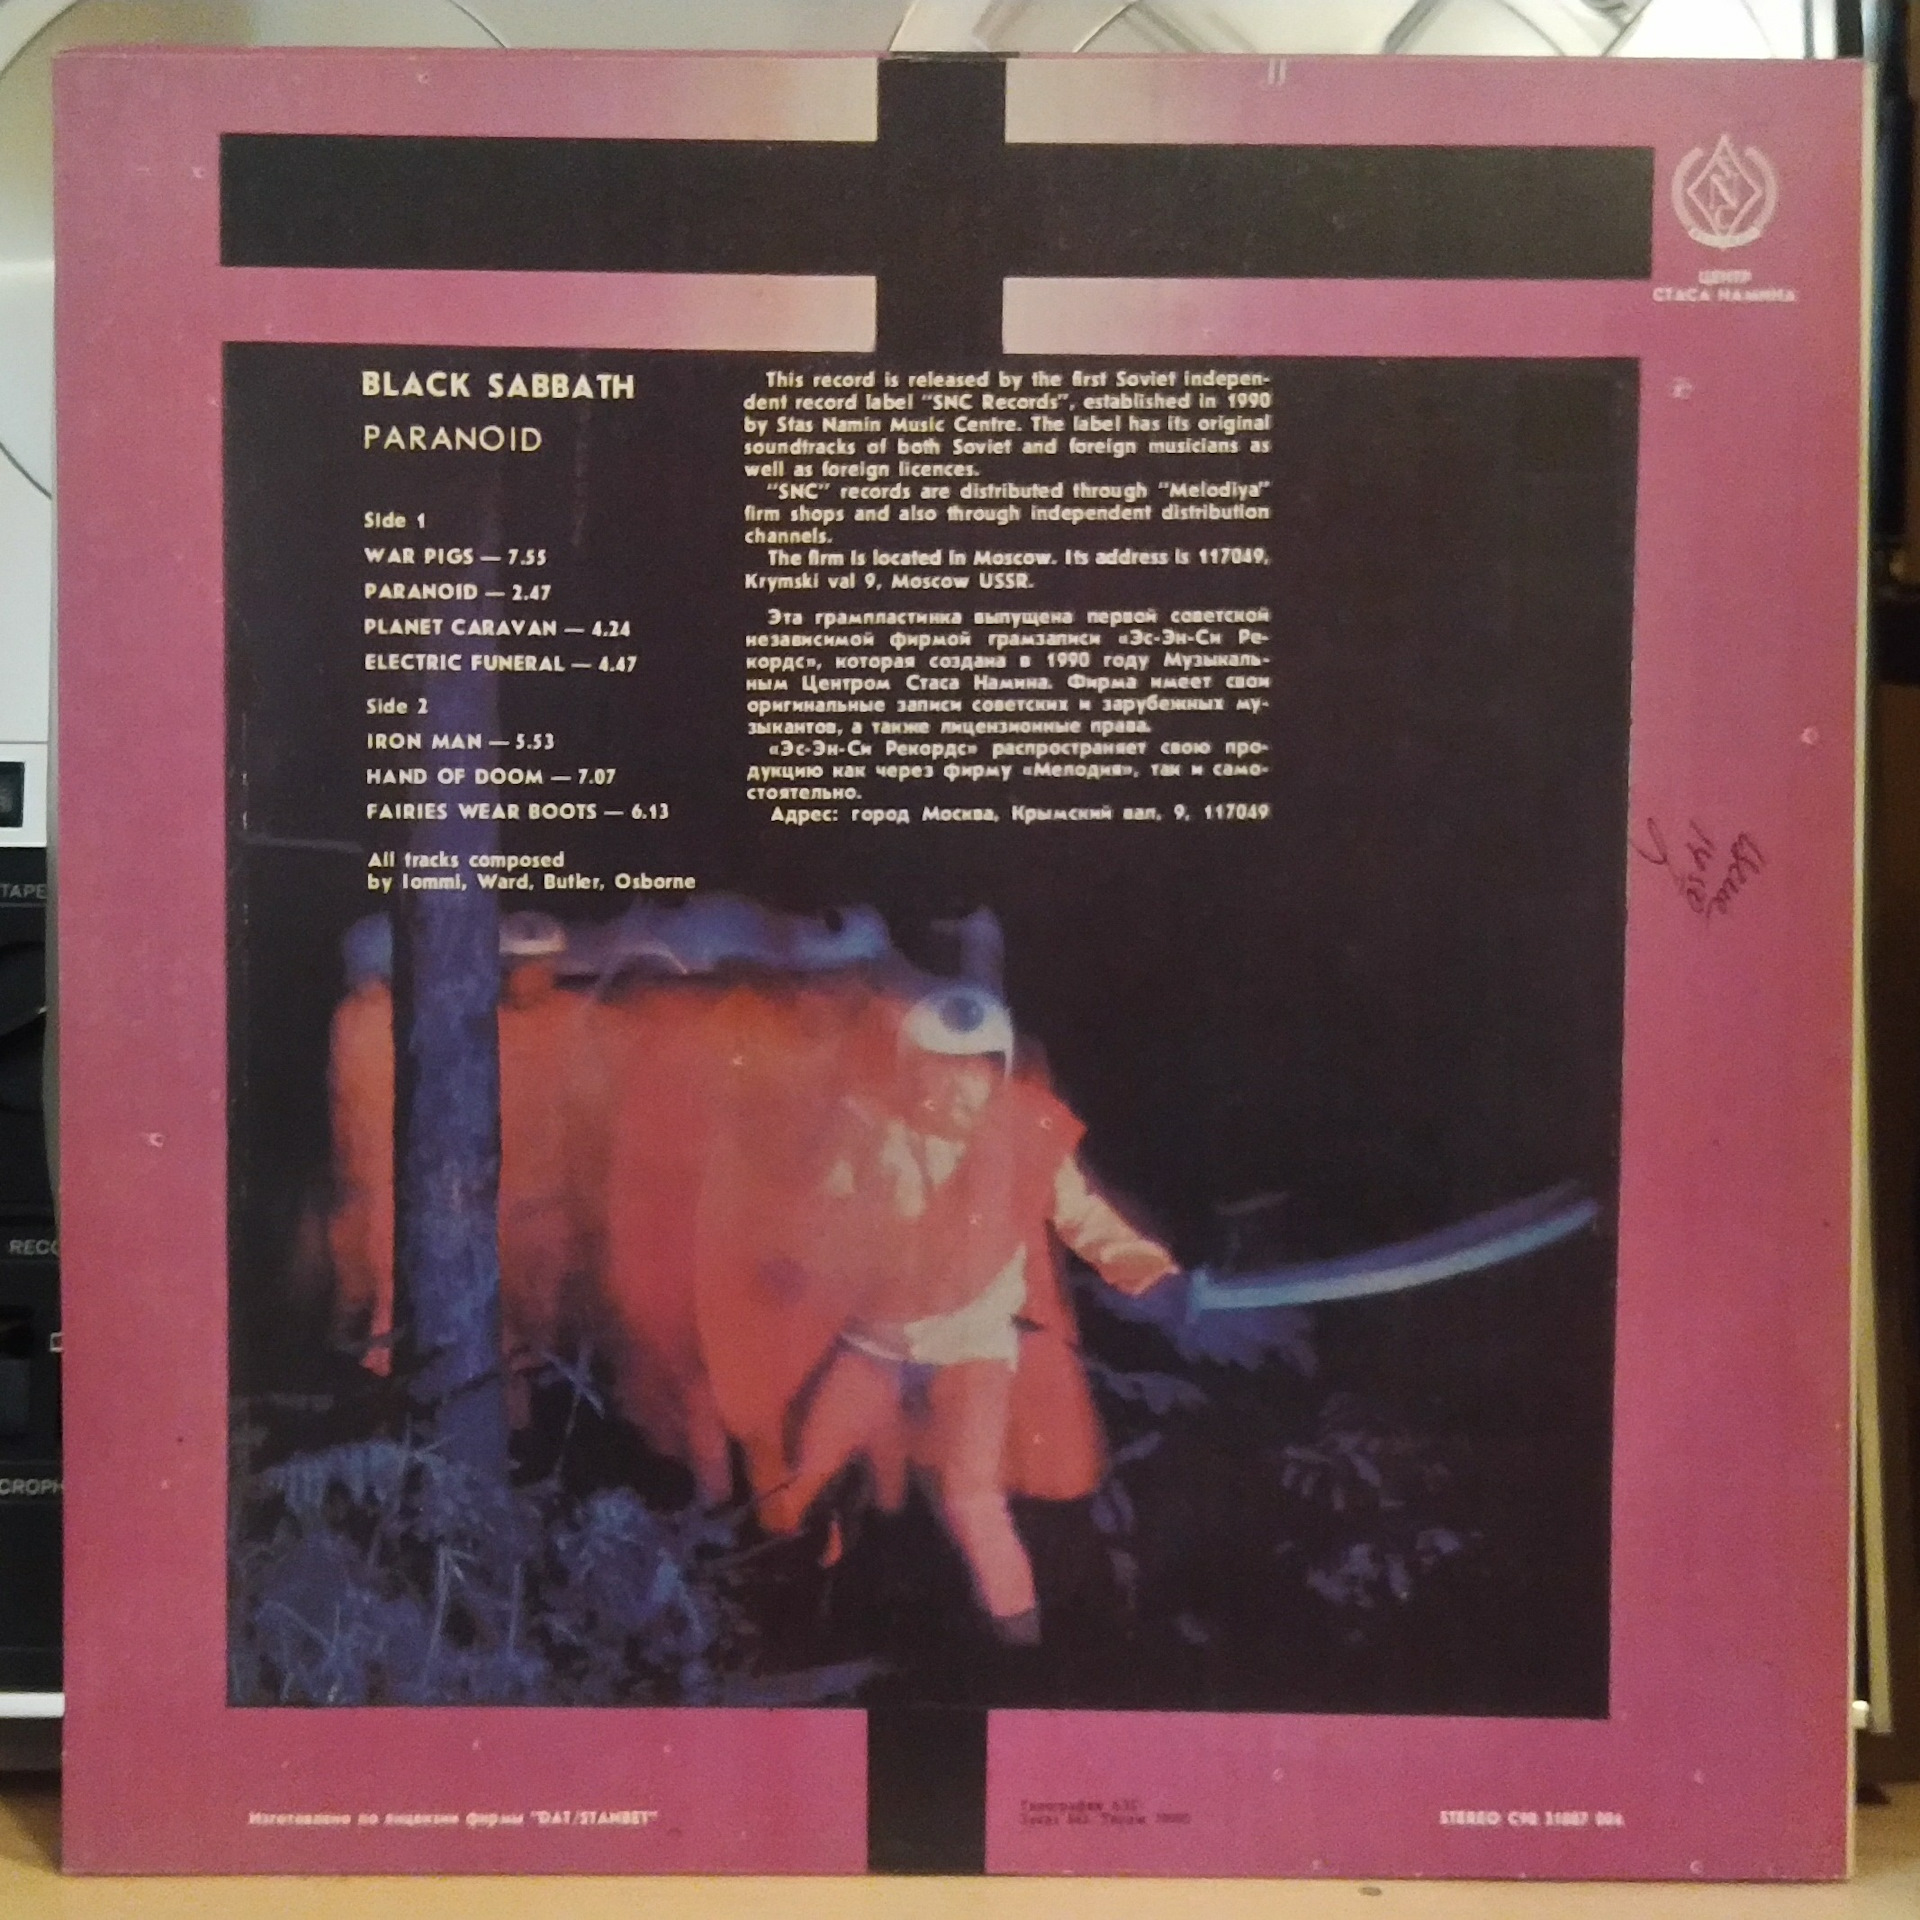 ЦЕНТР
СТАСА НАМИНА
BLACK SABBATH
PARANOID
Side 1
WAR PIGS — 7.55
PARANOID — 2.47
PLANET CARAVAN — 4.24
ELECTRIC FUNERAL — 4.47
Side 2
IRON MAN — 5.53
HAND OF DOOM — 7.07
FAIRIES WEAR BOOTS — 6.13
All tracks composed
by Iommi, Ward, Butler, Osborne
This record is released by the first Soviet indepen-
dent record label "SNC Records", established in 1990
by Stas Namin Music Centre. The label has its original
soundtracks of both Soviet and foreign musicians as
well as foreign licences.
"SNC" records are distributed through "Melodiya"
firm shops and also through independent distribution
channels.
The firm is located in Moscow. Its address is 117049,
Krymski val 9, Moscow USSR.
Эта грампластинка выпущена первой советской
независимой фирмой грамзаписи «Эс-Эн-Си Ре-
кордс», которая создана в 1990 году Музыкаль-
ным Центром Стаса Намина. Фирма имеет свои
оригинальные записи советских и зарубежных му-
зыкантов, а также лицензионные права.
«Эс-Эн-Си Рекордс» распространяет свою про-
дукцию как через фирму «Мелодия», так и само-
стоятельно.
Адрес: город Москва, Крымский вал, 9, 117049
TAPE
RECO
CROPH
Изготовлено по лицензии фирмы "DAT/STANBET"
STEREO C90 31087 004